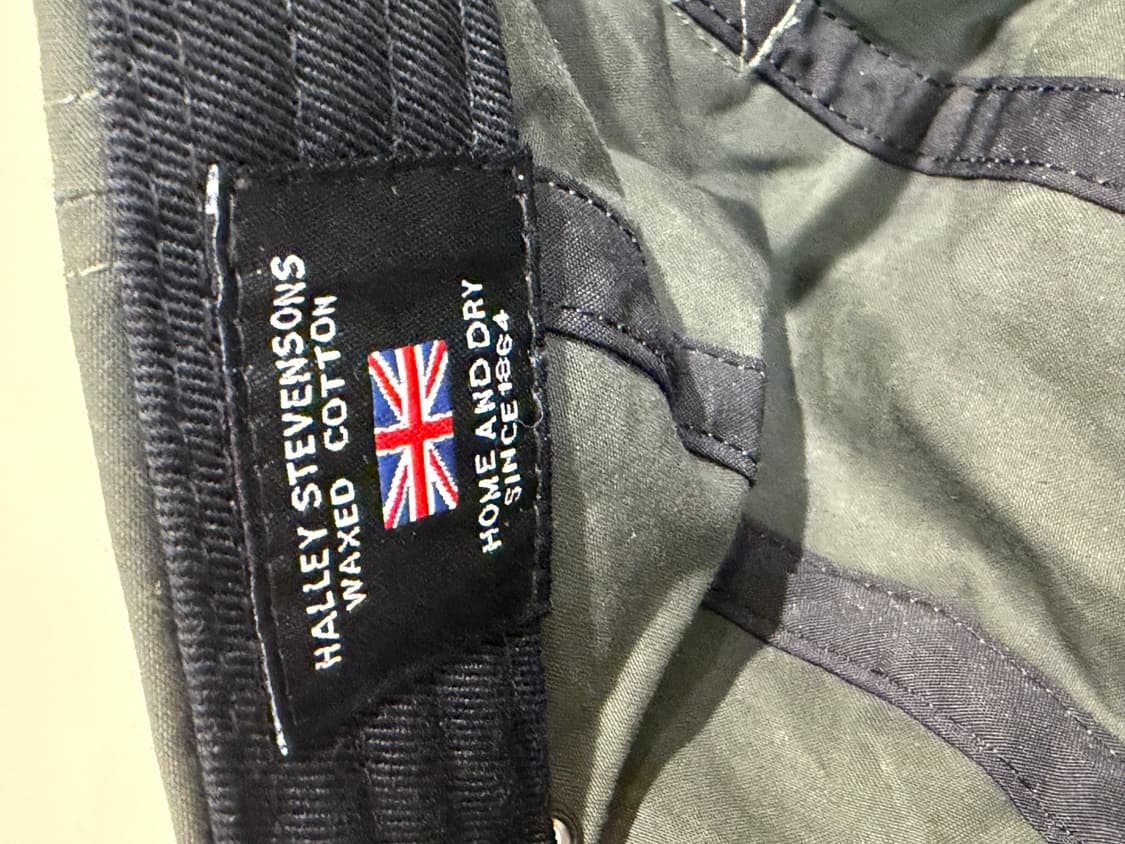 HALLEY STEVENSONS
WAXED COTTON
HOME AND DRY
SINCE 1864